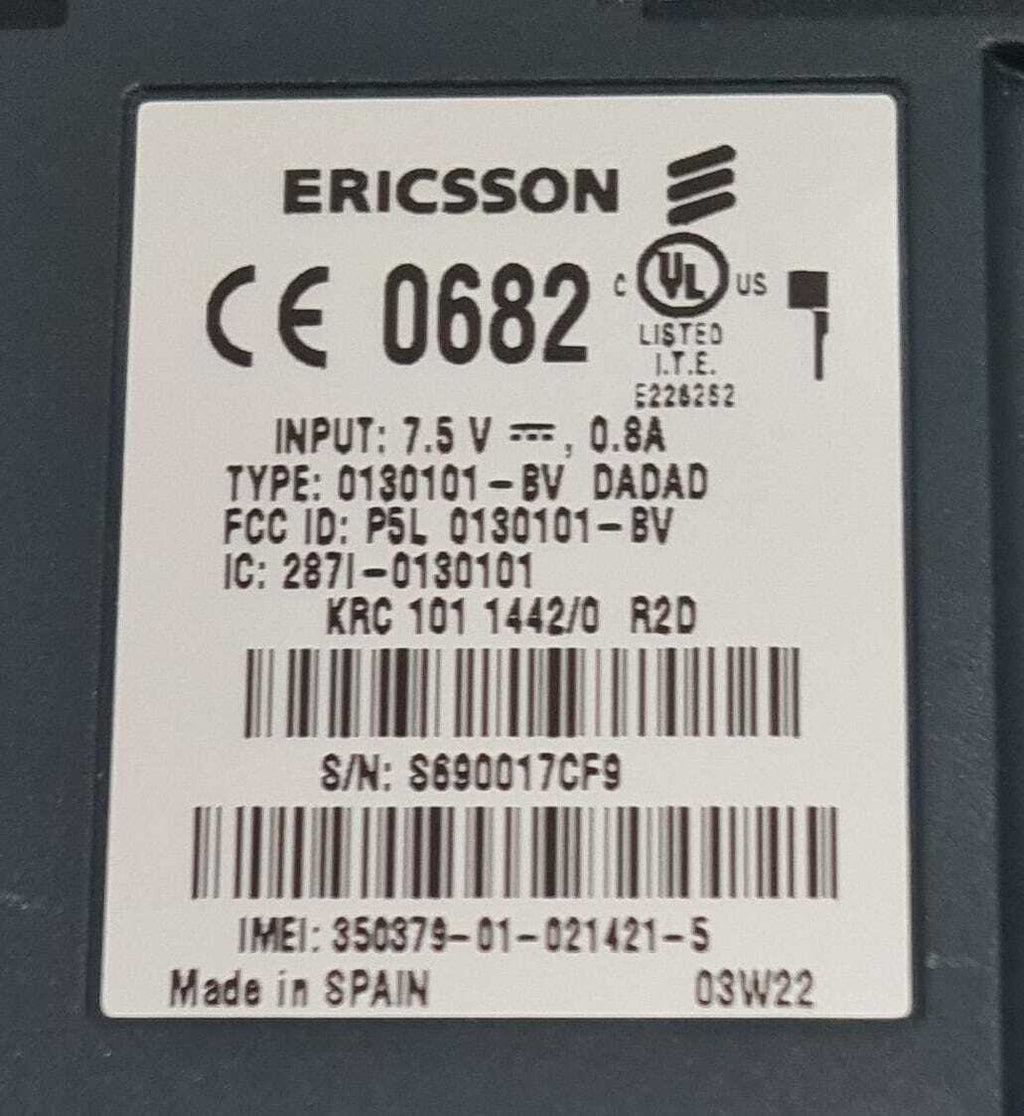 ERICSSON
CE 0682
C UL US
LISTED
I.T.E.
E226252
INPUT: 7.5 V ⎓, 0.8A
TYPE: 0130101-BV DADAD
FCC ID: P5L 0130101-BV
IC: 287I-0130101
KRC 101 1442/0 R2D
S/N: S690017CF9
IMEI: 350379-01-021421-5
Made in SPAIN 03W22